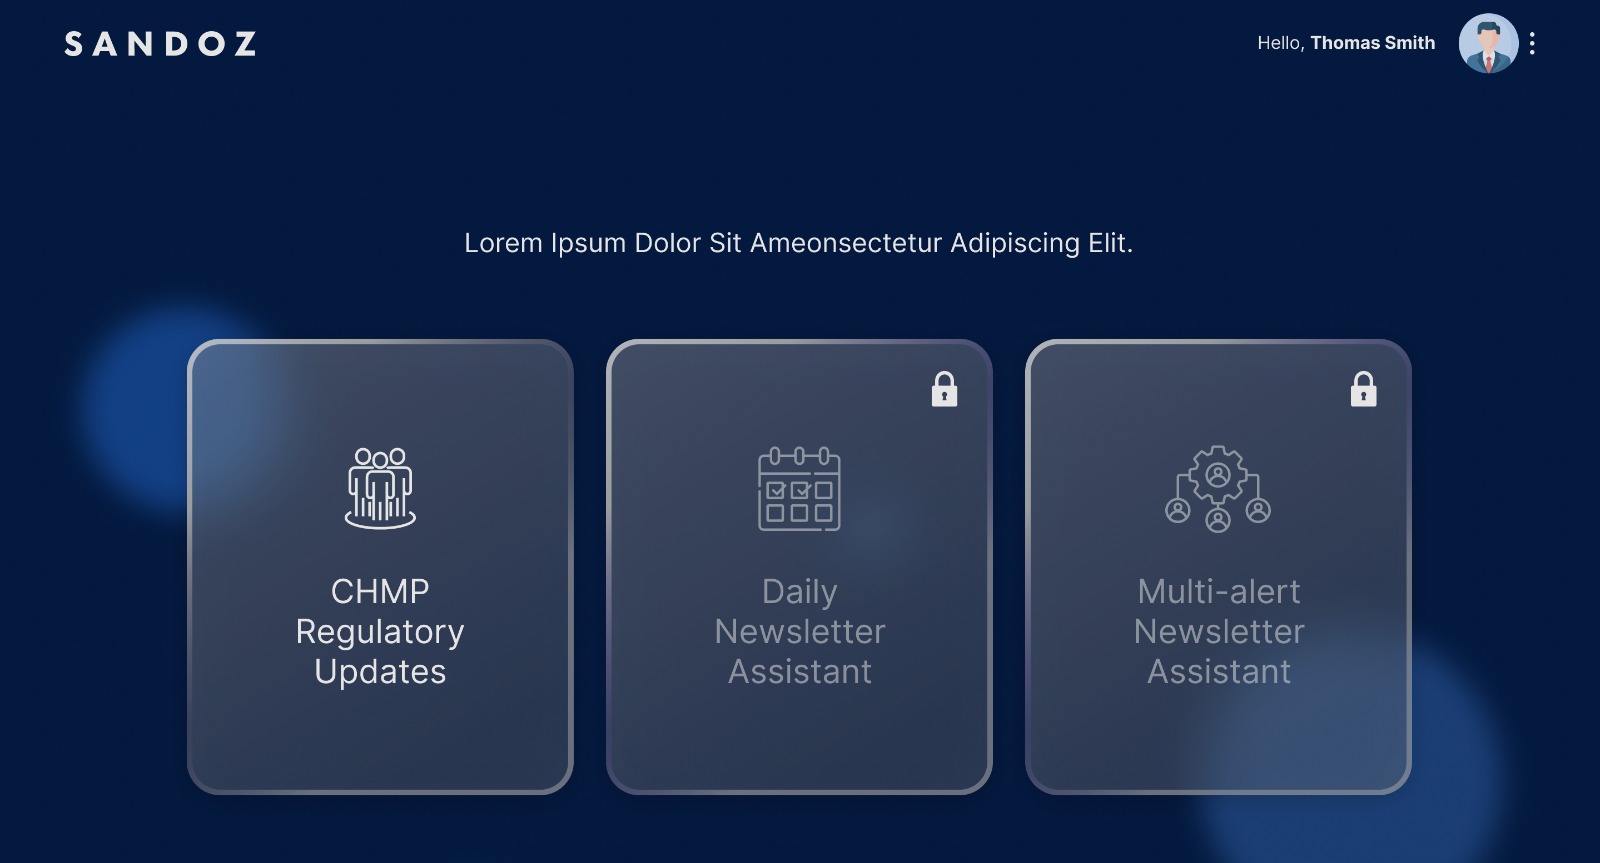 SANDOZ
Hello, Thomas Smith
Lorem Ipsum Dolor Sit Ameonsectetur Adipiscing Elit.
CHMP
Regulatory
Updates
Daily
Newsletter
Assistant
Multi-alert
Newsletter
Assistant